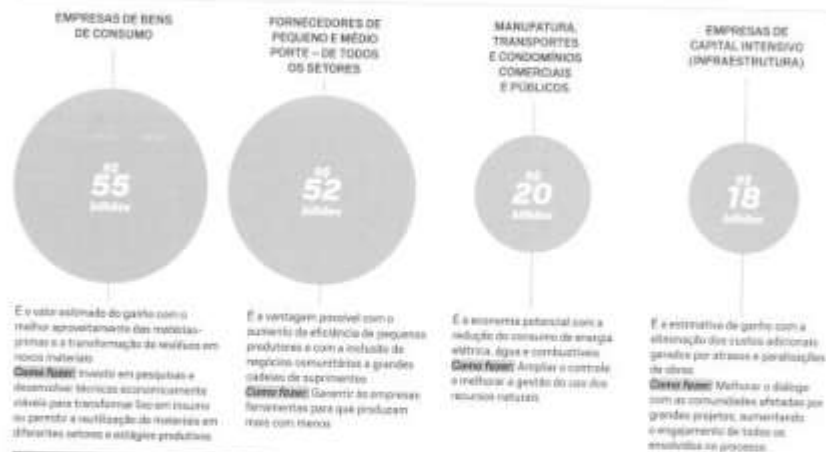 EMPRESAS DE BENS
DE CONSUMO
R$
55
bilhões
É o valor estimado do ganho com o
melhor aproveitamento das matérias-
primas e a transformação de resíduos em
novos materiais
Como fazer: Investir em pesquisas e
desenvolver técnicas economicamente
viáveis para transformar lixo em insumo
ou permitir a reutilização de materiais em
diferentes setores e estágios produtivos
FORNECEDORES DE
PEQUENO E MÉDIO
PORTE – DE TODOS
OS SETORES
R$
52
bilhões
É a vantagem possível com o
aumento da eficiência de pequenos
produtores e com a inclusão de
negócios comunitários a grandes
cadeias de suprimentos
Como fazer: Garantir às empresas
ferramentas para que produzam
mais com menos
MANUFATURA,
TRANSPORTES
E CONDOMÍNIOS
COMERCIAIS
E PÚBLICOS
R$
20
bilhões
É a economia potencial com a
redução do consumo de energia
elétrica, água e combustíveis
Como fazer: Ampliar o controle
e melhorar a gestão do uso dos
recursos naturais
EMPRESAS DE
CAPITAL INTENSIVO
(INFRAESTRUTURA)
R$
18
bilhões
É a estimativa de ganho com a
eliminação dos custos adicionais
gerados por atrasos e paralisações
de obras
Como fazer: Melhorar o diálogo
com as comunidades afetadas por
grandes projetos, aumentando
o engajamento de todos os
envolvidos no processo